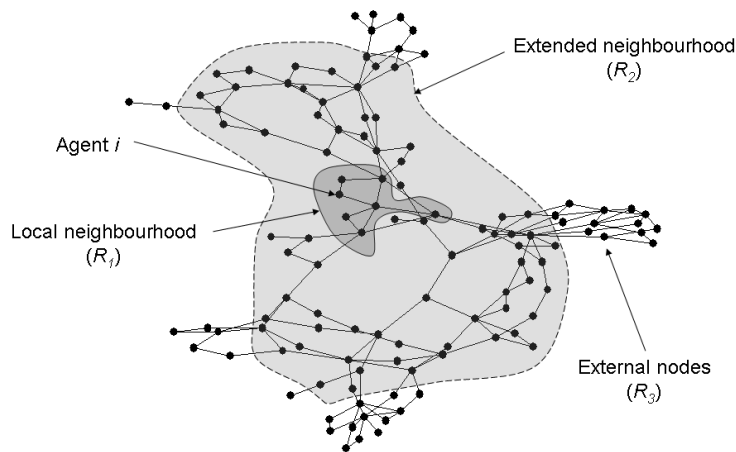 Extended neighbourhood
(R2)
Agent i
Local neighbourhood
(R1)
External nodes
(R3)